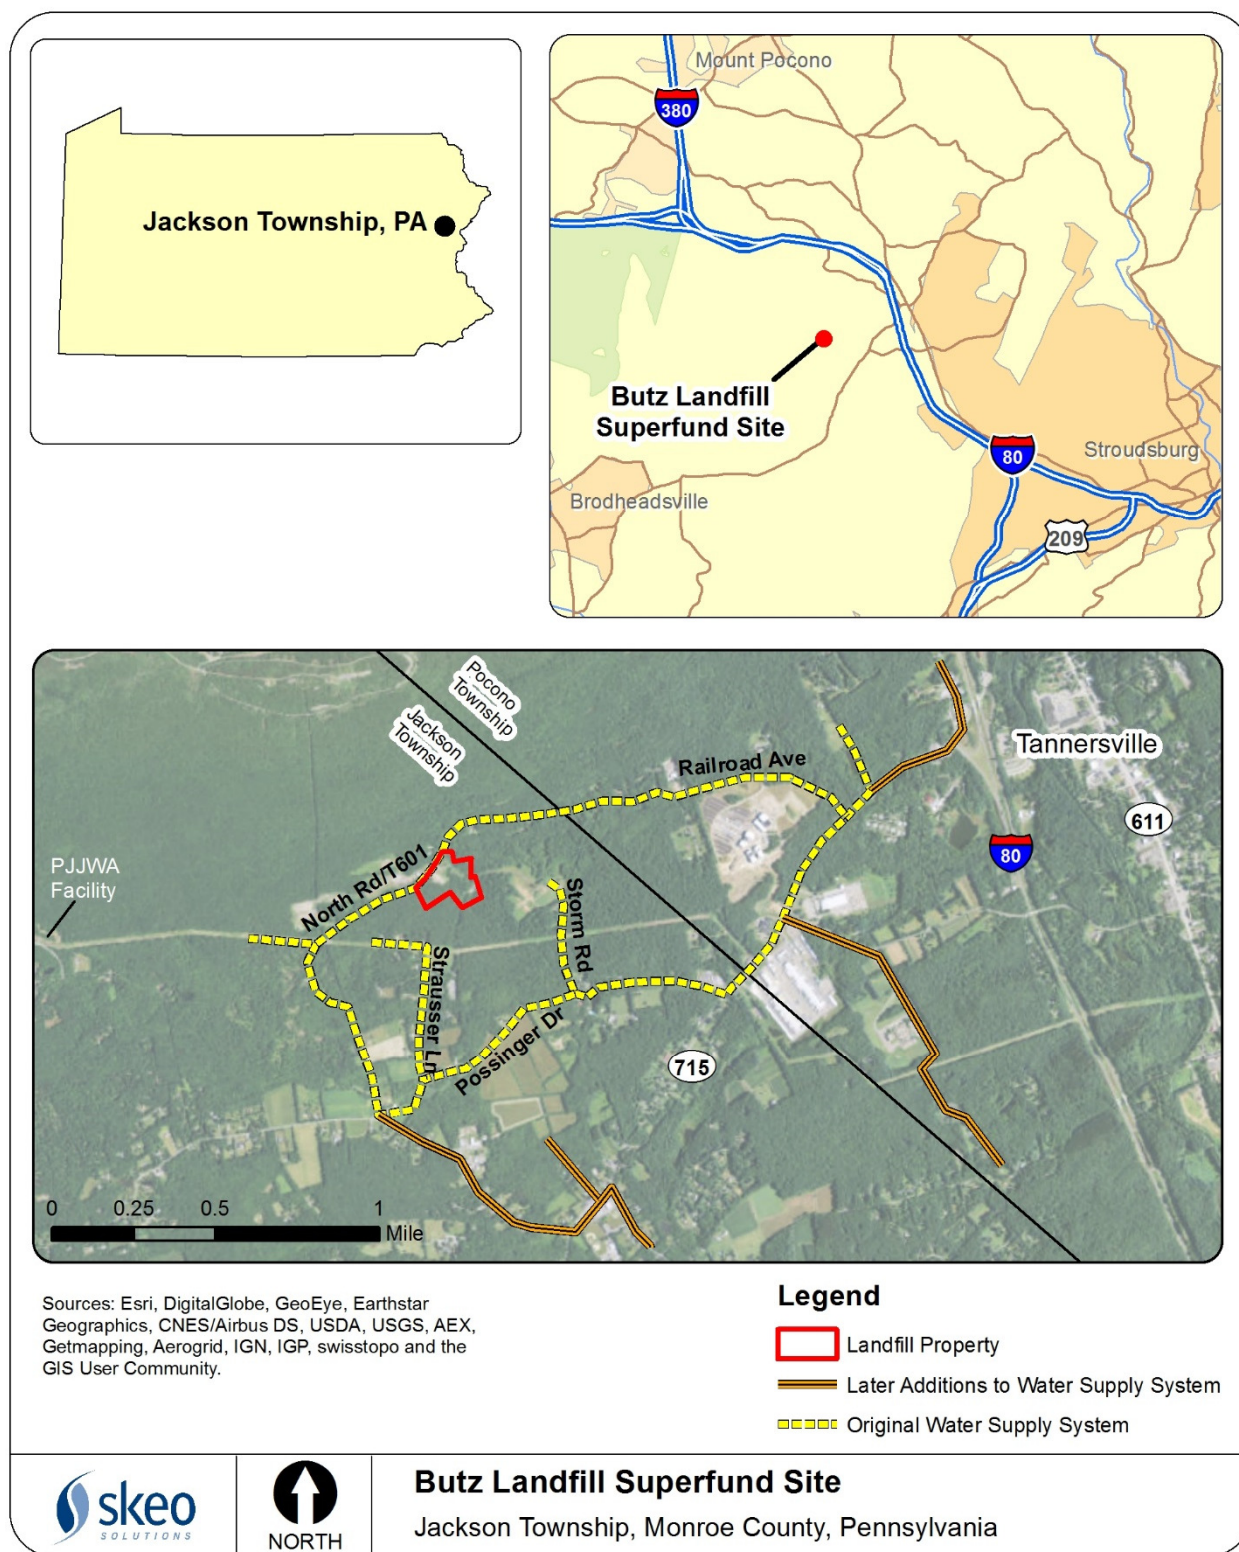 Jackson Township, PA
Mount Pocono
380
Butz Landfill
Superfund Site
80
Stroudsburg
Brodheadsville
209
Pocono
Township
Jackson
Township
Railroad Ave
Tannersville
611
80
PJJWA
Facility
North Rd/T601
Storm Rd
Strausser Ln
Possinger Dr
715
0 0.25 0.5 1
Mile
Sources: Esri, DigitalGlobe, GeoEye, Earthstar
Geographics, CNES/Airbus DS, USDA, USGS, AEX,
Getmapping, Aerogrid, IGN, IGP, swisstopo and the
GIS User Community.
Legend
Landfill Property
Later Additions to Water Supply System
Original Water Supply System
skeo
SOLUTIONS
NORTH
Butz Landfill Superfund Site
Jackson Township, Monroe County, Pennsylvania